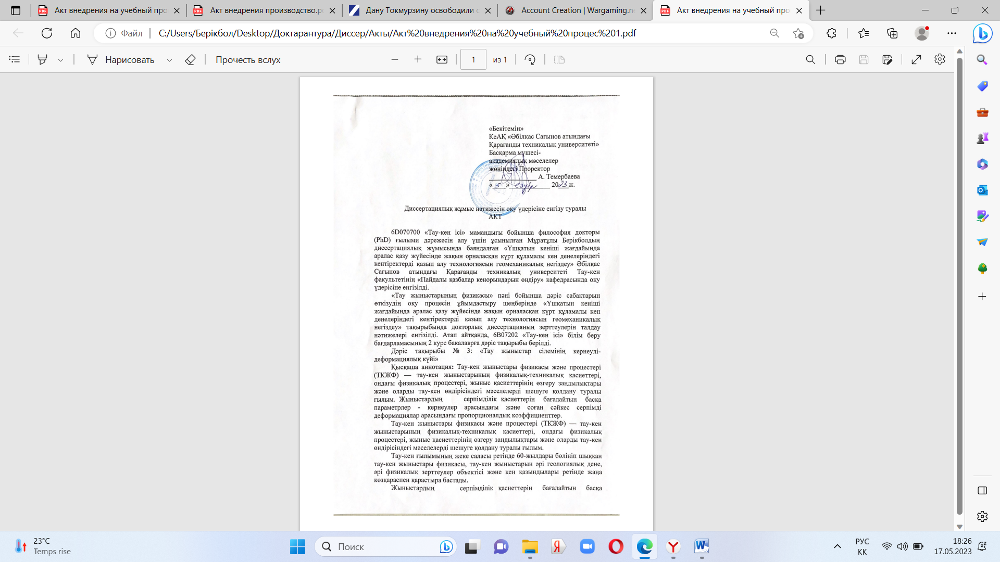 Акт внедрения на учебный про
Акт внедрения производство.p
Дану Токмурзину освободили
Account Creation | Wargaming.n
Акт внедрения на учебный про
Файл
C:/Users/Берікбол/Desktop/Доктарантура/Диссер/Акты/Акт%20внедрения%20на%20учебный%20процес%201.pdf
Нарисовать
Прочесть вслух
1
из 1
«Бекітемін»
КеАҚ «Әбілқас Сағынов атындағы
Қарағанды техникалық университеті»
Басқарма мүшесі-
академиялық мәселелер
жөніндегі Проректор
А. Темербаева
«5» сәуір 2023 ж.
Диссертациялық жұмыс нәтижесін оқу үдерісіне енгізу туралы
АКТ
6D070700 «Тау-кен ісі» мамандығы бойынша философия докторы
(PhD) ғылыми дәрежесін алу үшін ұсынылған Мұратұлы Берікболдың
диссертациялық жұмысында баяндалған «Үшқатын кеніші жағдайында
аралас қазу жүйесінде жақын орналасқан күрт құламалы кен денелеріндегі
кентіректерді қазып алу технологиясын геомеханикалық негіздеу» Әбілқас
Сағынов атындағы Қарағанды техникалық университеті Тау-кен
факультетінің «Пайдалы қазбалар кенорындарын өңдіру» кафедрасында оқу
үдерісіне енгізілді.
«Тау жыныстарының физикасы» пәні бойынша дәріс сабақтарын
өткізудің оқу процесін ұйымдастыру шеңберінде «Үшқатын кеніші
жағдайында аралас қазу жүйесінде жақын орналасқан күрт құламалы кен
денелеріндегі кентіректерді қазып алу технологиясын геомеханикалық
негіздеу» тақырыбында докторлық диссертацияның зерттеулерін талдау
нәтижелері енгізілді. Атап айтқанда, 6В07202 «Тау-кен ісі» білім беру
бағдарламасының 2 курс бакалаврға дәріс тақырыбы берілді.
Дәріс тақырыбы № 3: «Тау жыныстар сілемінің кернеулі-
деформациялық күйі»
Қысқаша аннотация: Тау-кен жыныстары физикасы және процестері
(ТКЖФ) — тау-кен жыныстарының физикалық-техникалық қасиеттері,
ондағы физикалық процестері, жыныс қасиеттерінің өзгеру заңдылықтары
және оларды тау-кен өндірісіндегі мәселелерді шешуге қолдану туралы
ғылым. Жыныстардың серпімділік қасиеттерін бағалайтын басқа
параметрлер - кернеулер арасындағы және соған сәйкес серпімді
деформациялар арасындағы пропорционалдық коэффициенттер.
Тау-кен жыныстары физикасы және процестері (ТКЖФ) — тау-кен
жыныстарының физикалық-техникалық қасиеттері, ондағы физикалық
процестері, жыныс қасиеттерінің өзгеру заңдылықтары және оларды тау-кен
өндірісіндегі мәселелерді шешуге қолдану туралы ғылым.
Тау-кен ғылымының жеке саласы ретінде 60-жылдары бөлініп шыққан
тау-кен жыныстары физикасы, тау-кен жыныстарын әрі геологиялық дене,
әрі физикалық зерттеулер объектісі және кен қазындылары ретінде жаңа
көзқараспен қарастыра бастады.
Жыныстардың серпімділік қасиеттерін бағалайтын басқа
23°C
Temps rise
Поиск
РУС
КК
18:26
17.05.2023